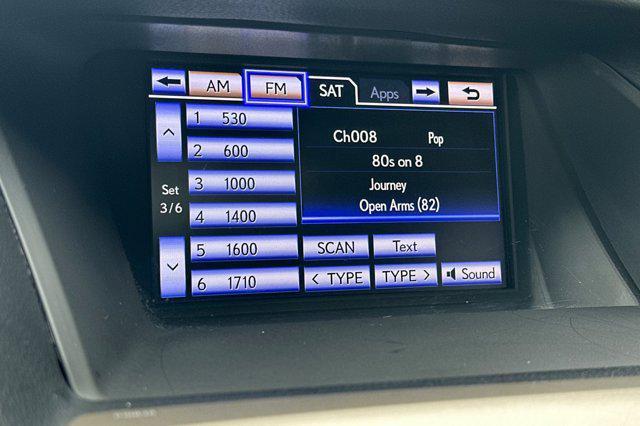 AM FM SAT Apps
1 530
2 600
3 1000
4 1400
5 1600
6 1710
Set
3/6
Ch008 Pop
80s on 8
Journey
Open Arms (82)
SCAN Text
< TYPE TYPE > Sound